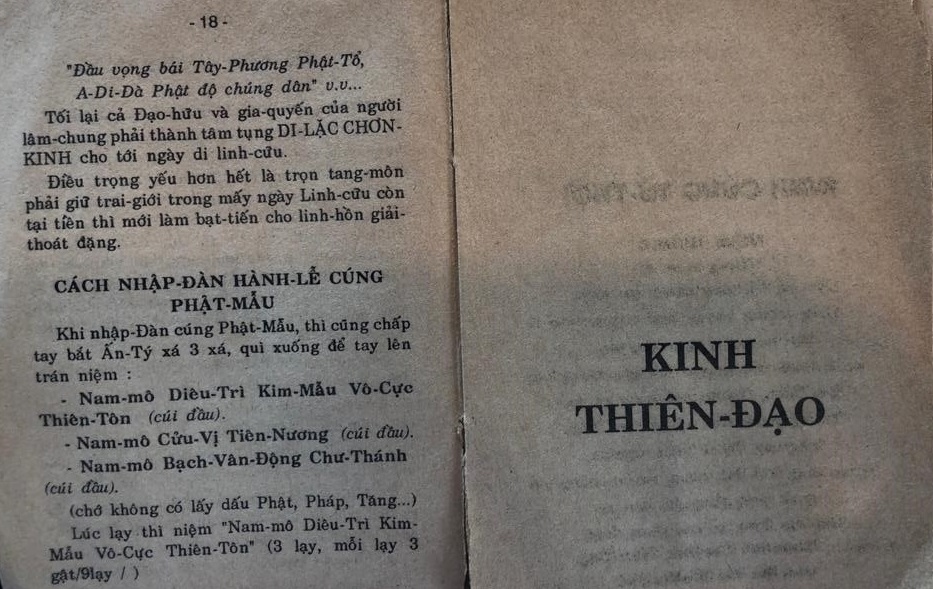 - 18 -
"Đầu vọng bái Tây-Phương Phật-Tổ,
A-Di-Đà Phật độ chúng dân" v.v...
Tối lại cả Đạo-hữu và gia-quyến của người
lâm-chung phải thành tâm tụng DI-LẶC CHƠN-
KINH cho tới ngày di linh-cữu.
Điều trọng yếu hơn hết là trọn tang-môn
phải giữ trai-giới trong mấy ngày Linh-cữu còn
tại tiền thì mới làm bạt-tiến cho linh-hồn giải-
thoát đặng.
CÁCH NHẬP-ĐÀN HÀNH-LỄ CÚNG
PHẬT-MẪU
Khi nhập-Đàn cúng Phật-Mẫu, thì cũng chấp
tay bắt Ấn-Tý xá 3 xá, quì xuống để tay lên
trán niệm :
- Nam-mô Diêu-Trì Kim-Mẫu Vô-Cực
Thiên-Tôn (cúi đầu).
- Nam-mô Cửu-Vị Tiên-Nương (cúi đầu).
- Nam-mô Bạch-Vân-Động Chư-Thánh
(cúi đầu).
(chớ không có lấy dấu Phật, Pháp, Tăng...)
Lúc lạy thì niệm "Nam-mô Diêu-Trì Kim-
Mẫu Vô-Cực Thiên-Tôn" (3 lạy, mỗi lạy 3
gật/9lạy / )
KINH
THIÊN-ĐẠO